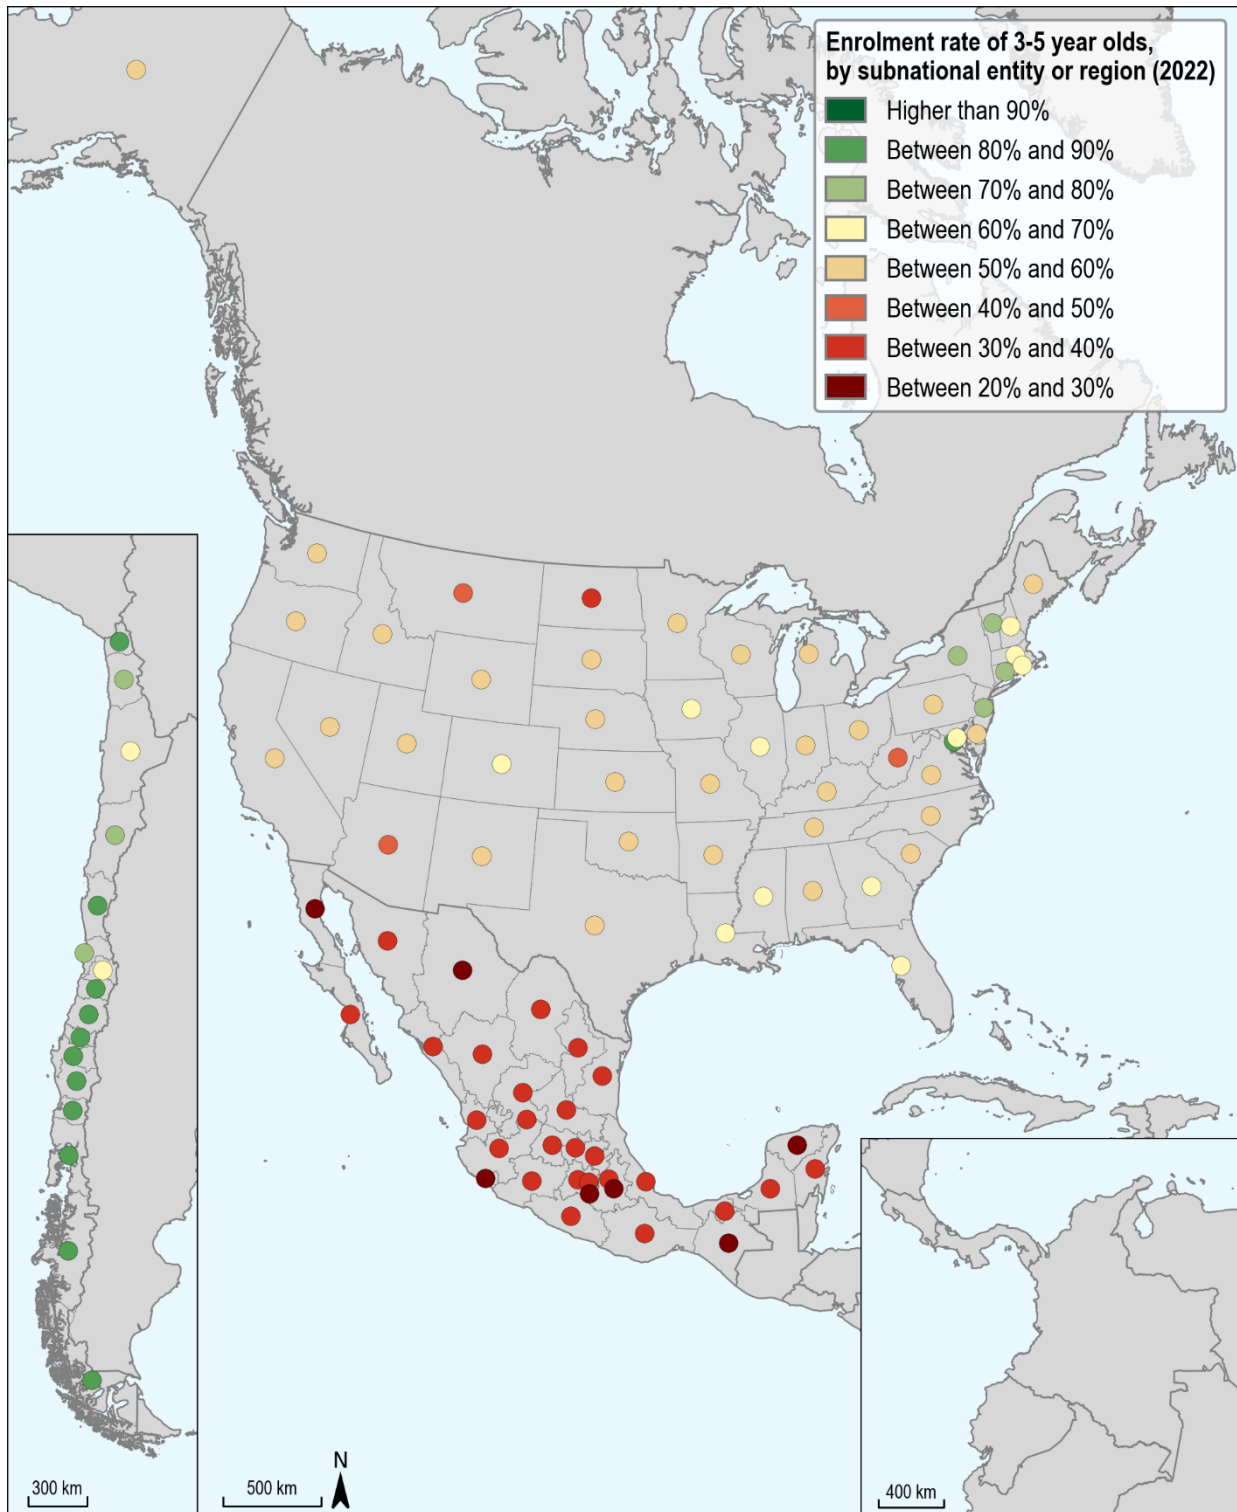 Enrolment rate of 3-5 year olds,
by subnational entity or region (2022)
Higher than 90%
Between 80% and 90%
Between 70% and 80%
Between 60% and 70%
Between 50% and 60%
Between 40% and 50%
Between 30% and 40%
Between 20% and 30%
300 km
500 km
N
400 km